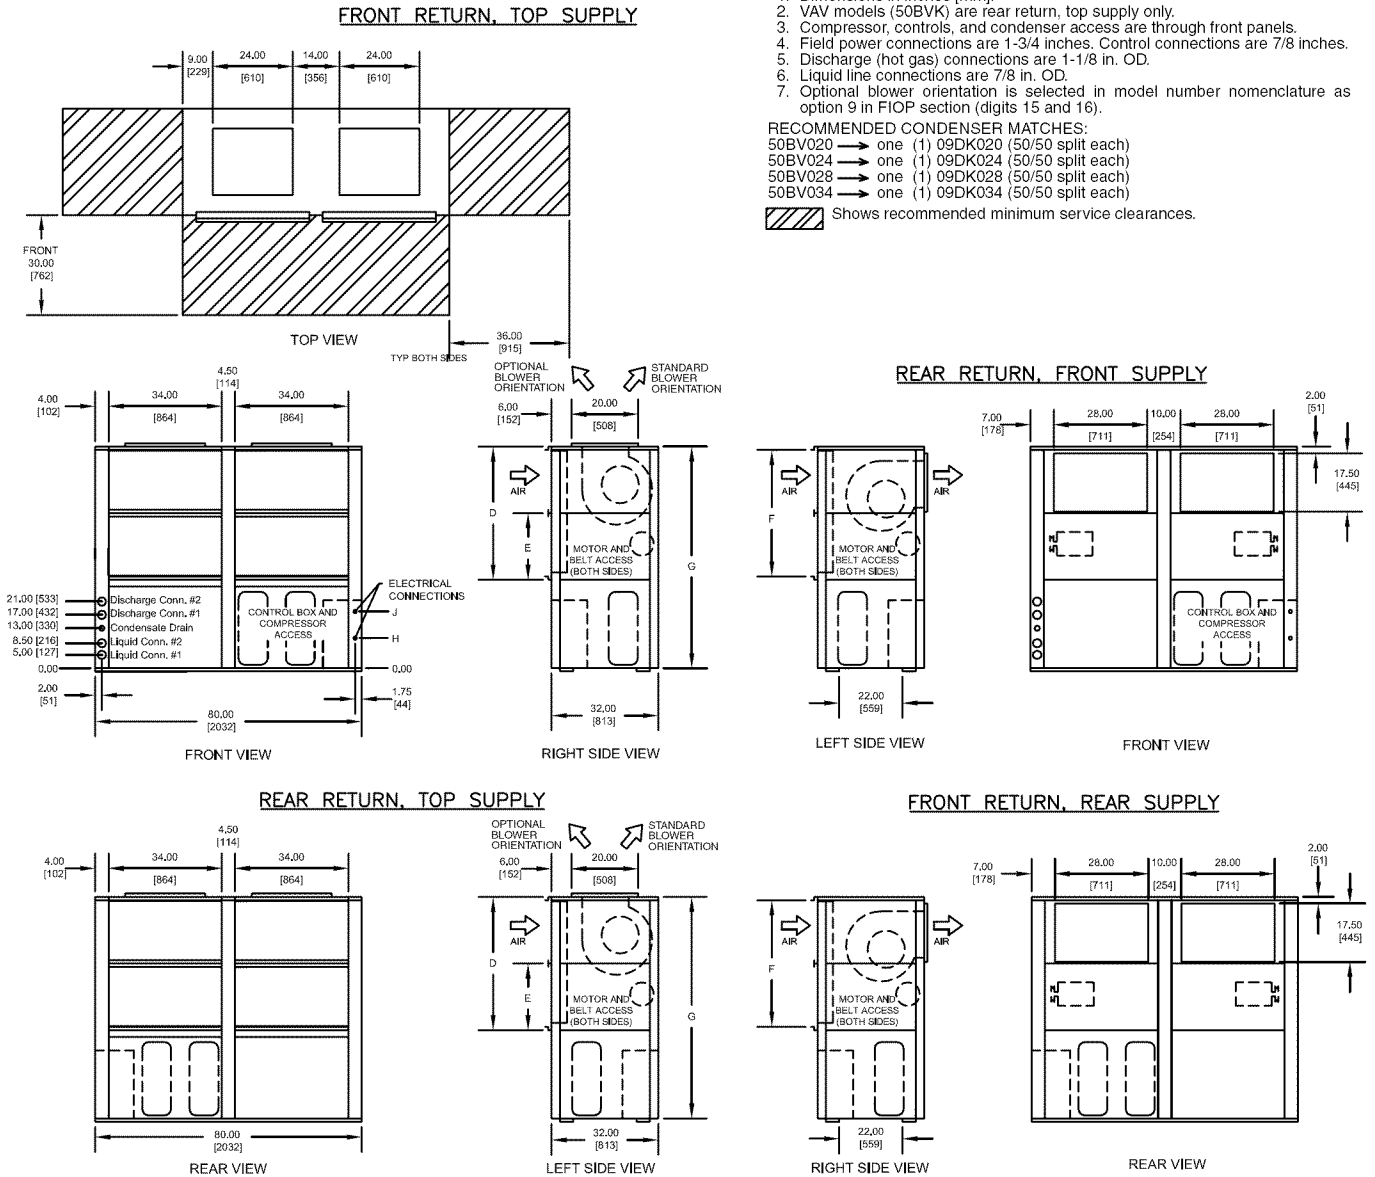 FRONT RETURN, TOP SUPPLY
2. VAV models (50BVK) are rear return, top supply only.
3. Compressor, controls, and condenser access are through front panels.
4. Field power connections are 1-3/4 inches. Control connections are 7/8 inches.
5. Discharge (hot gas) connections are 1-1/8 in. OD.
6. Liquid line connections are 7/8 in. OD.
7. Optional blower orientation is selected in model number nomenclature as
option 9 in FIOP section (digits 15 and 16).
RECOMMENDED CONDENSER MATCHES:
50BV020 → one (1) 09DK020 (50/50 split each)
50BV024 → one (1) 09DK024 (50/50 split each)
50BV028 → one (1) 09DK028 (50/50 split each)
50BV034 → one (1) 09DK034 (50/50 split each)
Shows recommended minimum service clearances.
9.00 24.00 14.00 24.00
[229] [610] [356] [610]
FRONT
30.00
[762]
TOP VIEW
36.00
[915]
TYP BOTH SIDES
4.50
[114]
4.00 34.00 34.00
[102] [864] [864]
21.00 [533] Discharge Conn. #2
17.00 [432] Discharge Conn. #1
13.00 [330] Condensate Drain
8.50 [216] Liquid Conn. #2
5.00 [127] Liquid Conn. #1
0.00 0.00
CONTROL BOX AND
COMPRESSOR
ACCESS
ELECTRICAL
CONNECTIONS
J
H
2.00
[51]
1.75
[44]
80.00
[2032]
FRONT VIEW
OPTIONAL
BLOWER
ORIENTATION
STANDARD
BLOWER
ORIENTATION
6.00 20.00
[152] [508]
AIR
D
E
G
MOTOR AND
BELT ACCESS
(BOTH SIDES)
32.00
[813]
RIGHT SIDE VIEW
REAR RETURN, FRONT SUPPLY
AIR AIR
F
MOTOR AND
BELT ACCESS
(BOTH SIDES)
22.00
[559]
LEFT SIDE VIEW
7.00 28.00 10.00 28.00
[178] [711] [254] [711]
2.00
[51]
17.50
[445]
CONTROL BOX AND
COMPRESSOR
ACCESS
FRONT VIEW
REAR RETURN, TOP SUPPLY
4.50
[114]
4.00 34.00 34.00
[102] [864] [864]
80.00
[2032]
REAR VIEW
OPTIONAL
BLOWER
ORIENTATION
STANDARD
BLOWER
ORIENTATION
6.00 20.00
[152] [508]
AIR
D
E
G
MOTOR AND
BELT ACCESS
(BOTH SIDES)
32.00
[813]
LEFT SIDE VIEW
FRONT RETURN, REAR SUPPLY
AIR AIR
F
MOTOR AND
BELT ACCESS
(BOTH SIDES)
22.00
[559]
RIGHT SIDE VIEW
7.00 28.00 10.00 28.00
[178] [711] [254] [711]
2.00
[51]
17.50
[445]
REAR VIEW